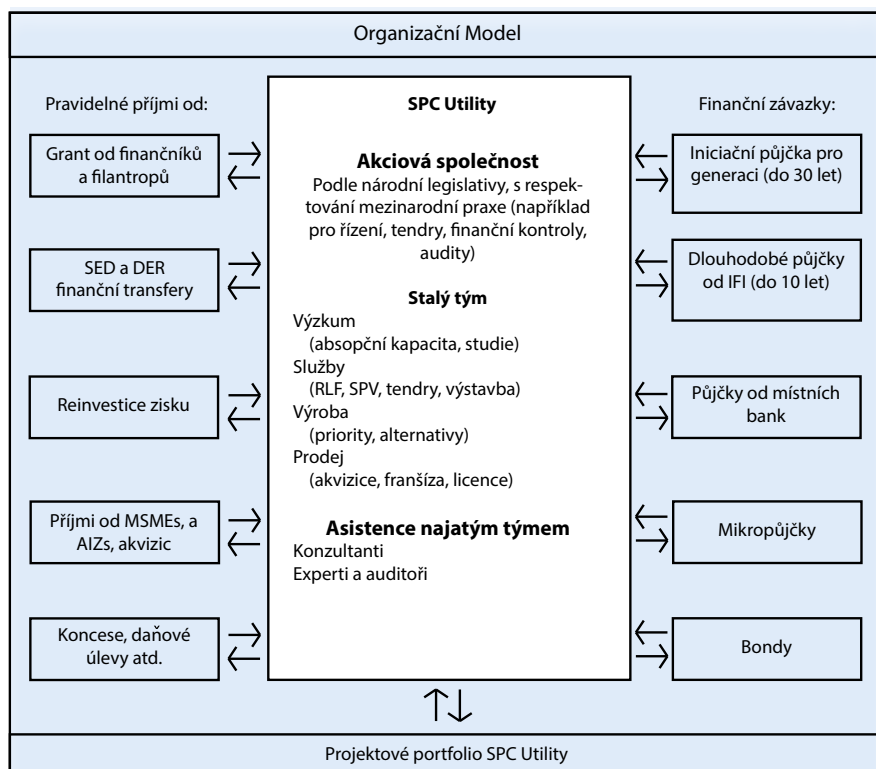 Organizační Model
Pravidelné příjmi od:
Grant od finančníků
a filantropů
SED a DER
finanční transfery
Reinvestice zisku
Příjmi od MSMEs, a
AIZs, akvizic
Koncese, daňové
úlevy atd.
SPC Utility
Akciová společnost
Podle národní legislativy, s respek-
tování mezinarodní praxe (například
pro řízení, tendry, finanční kontroly,
audity)
Stalý tým
Výzkum
(absopční kapacita, studie)
Služby
(RLF, SPV, tendry, výstavba)
Výroba
(priority, alternativy)
Prodej
(akvizice, franšíza, licence)
Asistence najatým týmem
Konzultanti
Experti a auditoři
Finanční závazky:
Iniciační půjčka pro
generaci (do 30 let)
Dlouhodobé půjčky
od IFI (do 10 let)
Půjčky od místních
bank
Mikropůjčky
Bondy
Projektové portfolio SPC Utility